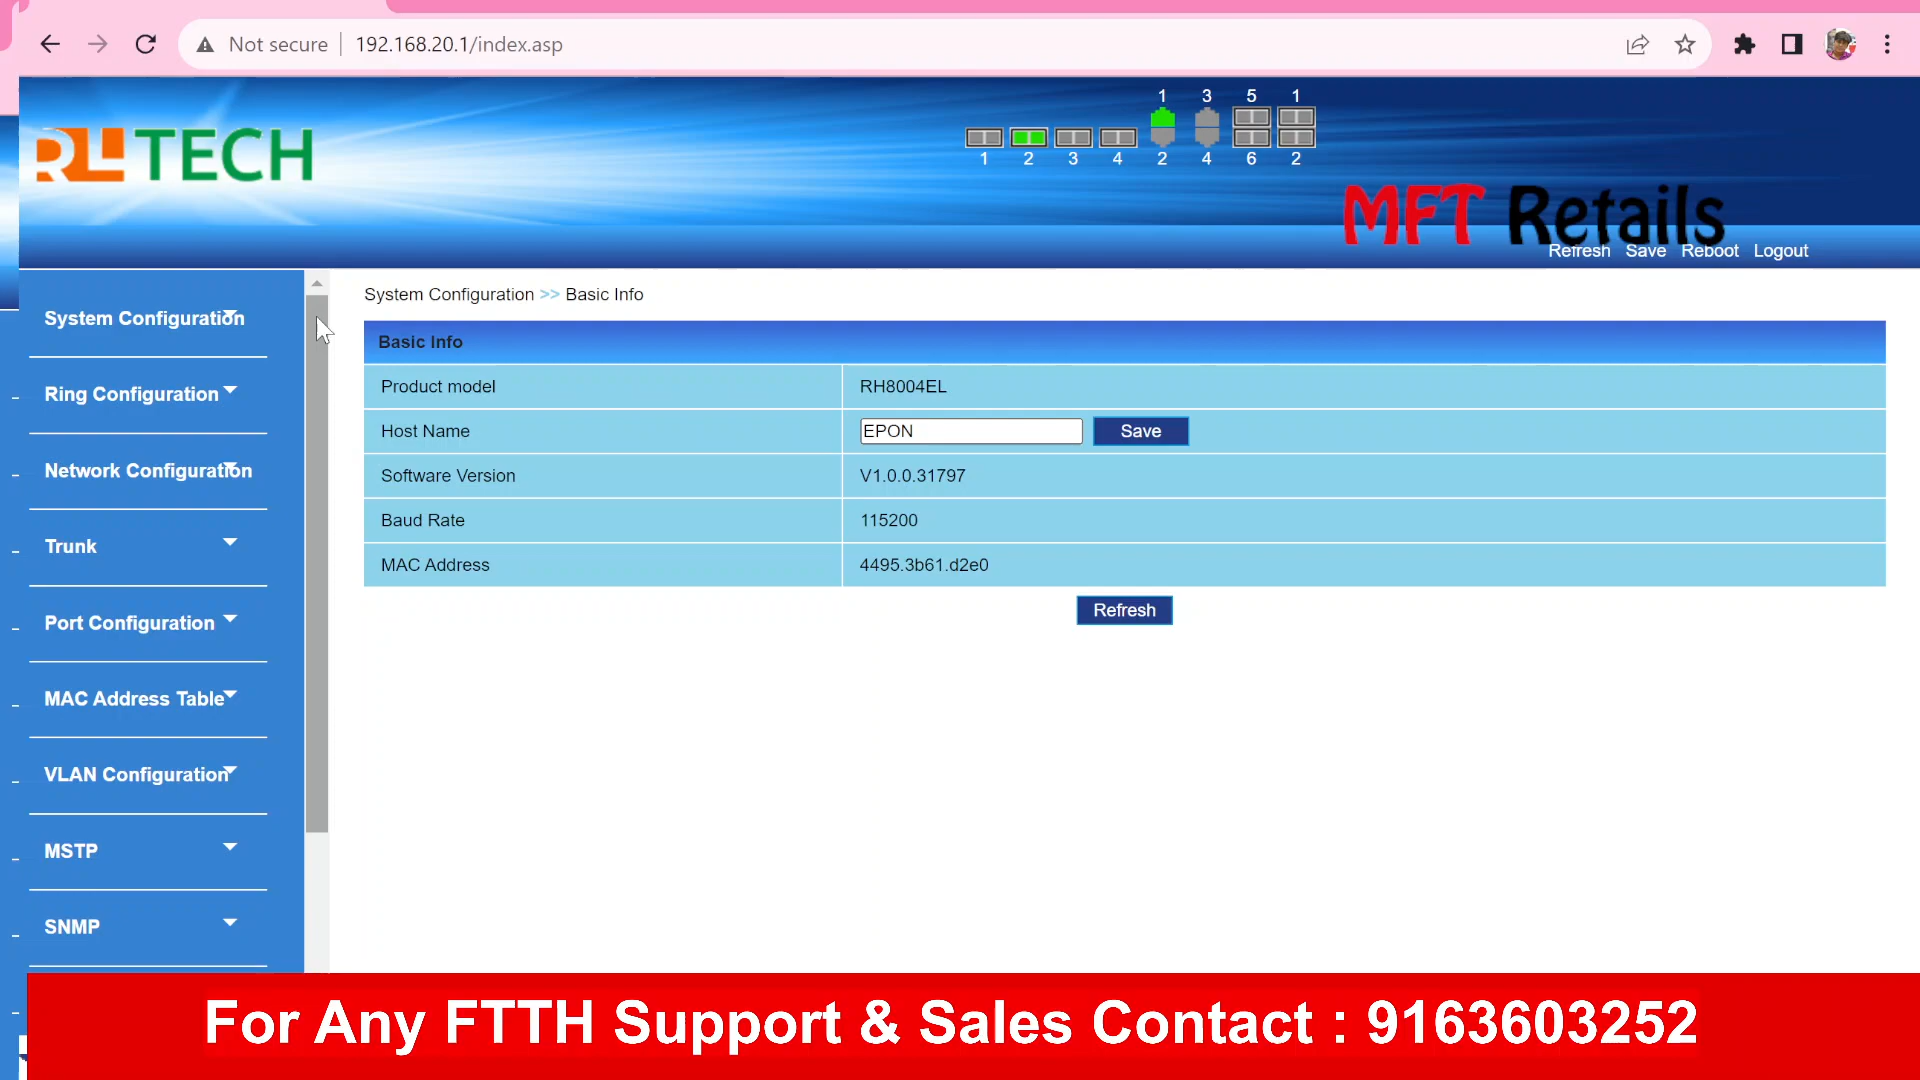 Not secure
192.168.20.1/index.asp
RL TECH
1 3 5 1
1 2 3 4 2 4 6 2
MFT Retails
Refresh Save Reboot Logout
System Configuration >> Basic Info
System Configuration
Ring Configuration
Network Configuration
Trunk
Port Configuration
MAC Address Table
VLAN Configuration
MSTP
SNMP
Basic Info
Product model RH8004EL
Host Name EPON Save
Software Version V1.0.0.31797
Baud Rate 115200
MAC Address 4495.3b61.d2e0
Refresh
For Any FTTH Support & Sales Contact : 9163603252